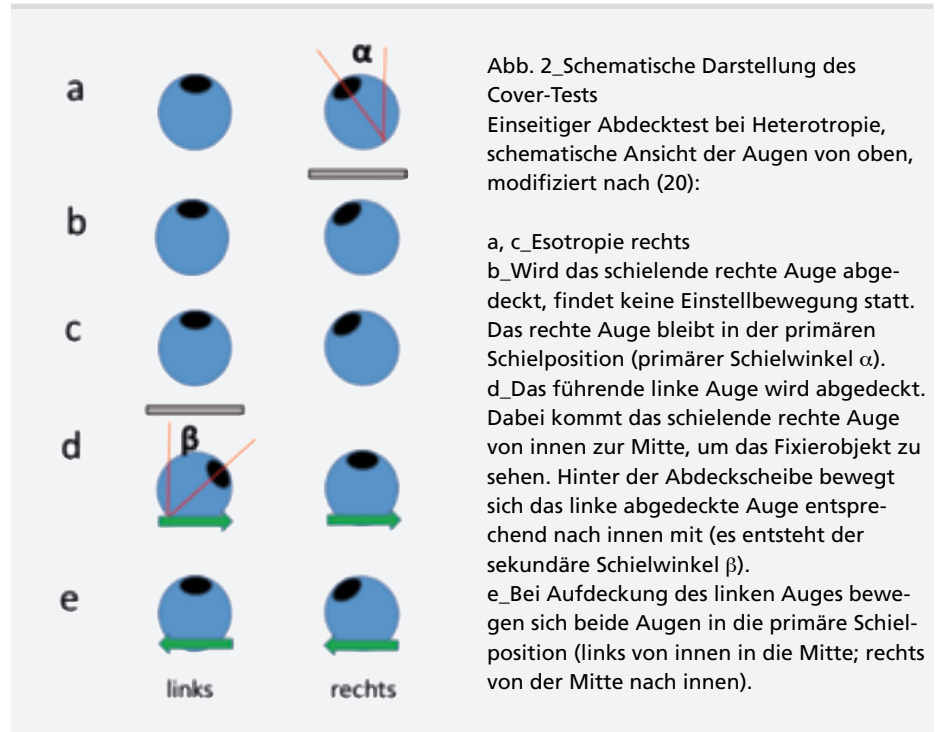 a
α
b
c
d
β
e
links
rechts
Abb. 2_Schematische Darstellung des
Cover-Tests
Einseitiger Abdecktest bei Heterotropie,
schematische Ansicht der Augen von oben,
modifiziert nach (20):
a, c_Esotropie rechts
b_Wird das schielende rechte Auge abge-
deckt, findet keine Einstellbewegung statt.
Das rechte Auge bleibt in der primären
Schielposition (primärer Schielwinkel α).
d_Das führende linke Auge wird abgedeckt.
Dabei kommt das schielende rechte Auge
von innen zur Mitte, um das Fixierobjekt zu
sehen. Hinter der Abdeckscheibe bewegt
sich das linke abgedeckte Auge entspre-
chend nach innen mit (es entsteht der
sekundäre Schielwinkel β).
e_Bei Aufdeckung des linken Auges bewe-
gen sich beide Augen in die primäre Schiel-
position (links von innen in die Mitte; rechts
von der Mitte nach innen).